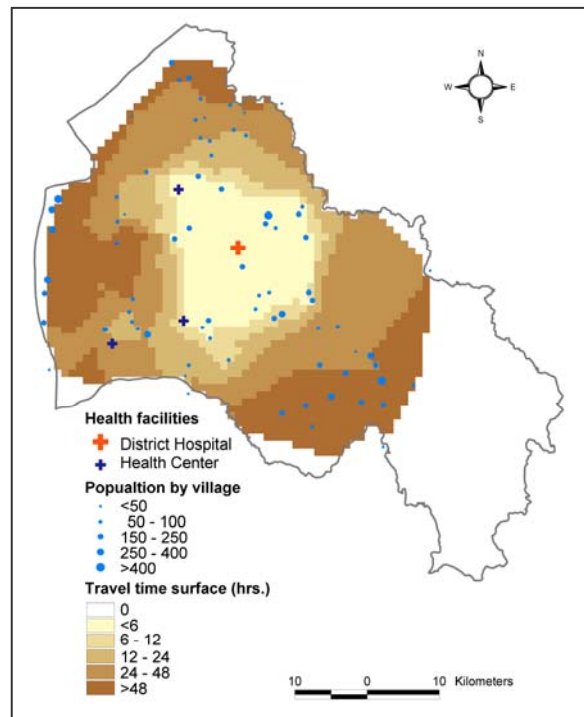 N
W E
S
Health facilities
District Hospital
Health Center
Popualtion by village
<50
50 - 100
150 - 250
250 - 400
>400
Travel time surface (hrs.)
0
<6
6 - 12
12 - 24
24 - 48
>48
10 0 10 Kilometers